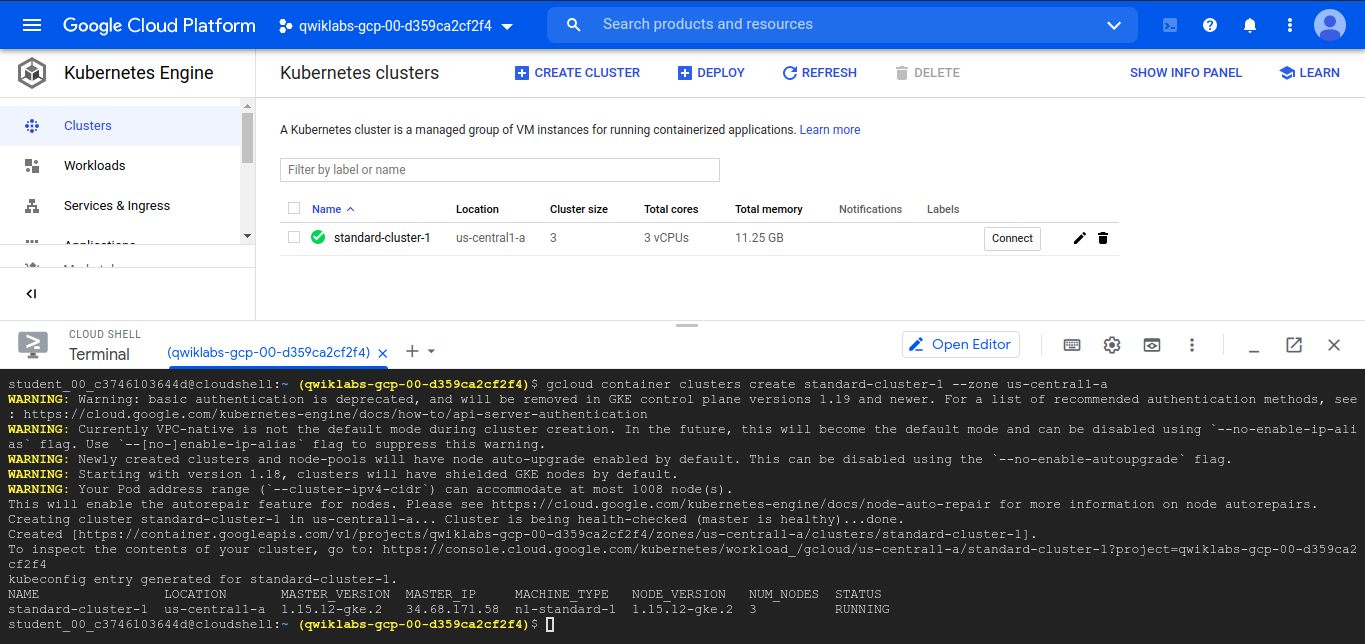 Google Cloud Platform qwiklabs-gcp-00-d359ca2cf2f4 Search products and resources
Kubernetes Engine Kubernetes clusters CREATE CLUSTER DEPLOY REFRESH DELETE SHOW INFO PANEL LEARN
Clusters
Workloads
Services & Ingress
Applications
A Kubernetes cluster is a managed group of VM instances for running containerized applications. Learn more
Filter by label or name
Name Location Cluster size Total cores Total memory Notifications Labels
standard-cluster-1 us-central1-a 3 3 vCPUs 11.25 GB Connect
CLOUD SHELL
Terminal (qwiklabs-gcp-00-d359ca2cf2f4) Open Editor
student_00_c3746103644d@cloudshell:~ (qwiklabs-gcp-00-d359ca2cf2f4)$ gcloud container clusters create standard-cluster-1 --zone us-central1-a
WARNING: Warning: basic authentication is deprecated, and will be removed in GKE control plane versions 1.19 and newer. For a list of recommended authentication methods, see
: https://cloud.google.com/kubernetes-engine/docs/how-to/api-server-authentication
WARNING: Currently VPC-native is not the default mode during cluster creation. In the future, this will become the default mode and can be disabled using `--no-enable-ip-ali
as` flag. Use `--[no-]enable-ip-alias` flag to suppress this warning.
WARNING: Newly created clusters and node-pools will have node auto-upgrade enabled by default. This can be disabled using the `--no-enable-autoupgrade` flag.
WARNING: Starting with version 1.18, clusters will have shielded GKE nodes by default.
WARNING: Your Pod address range (`--cluster-ipv4-cidr`) can accommodate at most 1008 node(s).
This will enable the autorepair feature for nodes. Please see https://cloud.google.com/kubernetes-engine/docs/node-auto-repair for more information on node autorepairs.
Creating cluster standard-cluster-1 in us-central1-a... Cluster is being health-checked (master is healthy)...done.
Created [https://container.googleapis.com/v1/projects/qwiklabs-gcp-00-d359ca2cf2f4/zones/us-central1-a/clusters/standard-cluster-1].
To inspect the contents of your cluster, go to: https://console.cloud.google.com/kubernetes/workload_/gcloud/us-central1-a/standard-cluster-1?project=qwiklabs-gcp-00-d359ca2
cf2f4
kubeconfig entry generated for standard-cluster-1.
NAME LOCATION MASTER_VERSION MASTER_IP MACHINE_TYPE NODE_VERSION NUM_NODES STATUS
standard-cluster-1 us-central1-a 1.15.12-gke.2 34.68.171.58 n1-standard-1 1.15.12-gke.2 3 RUNNING
student_00_c3746103644d@cloudshell:~ (qwiklabs-gcp-00-d359ca2cf2f4)$